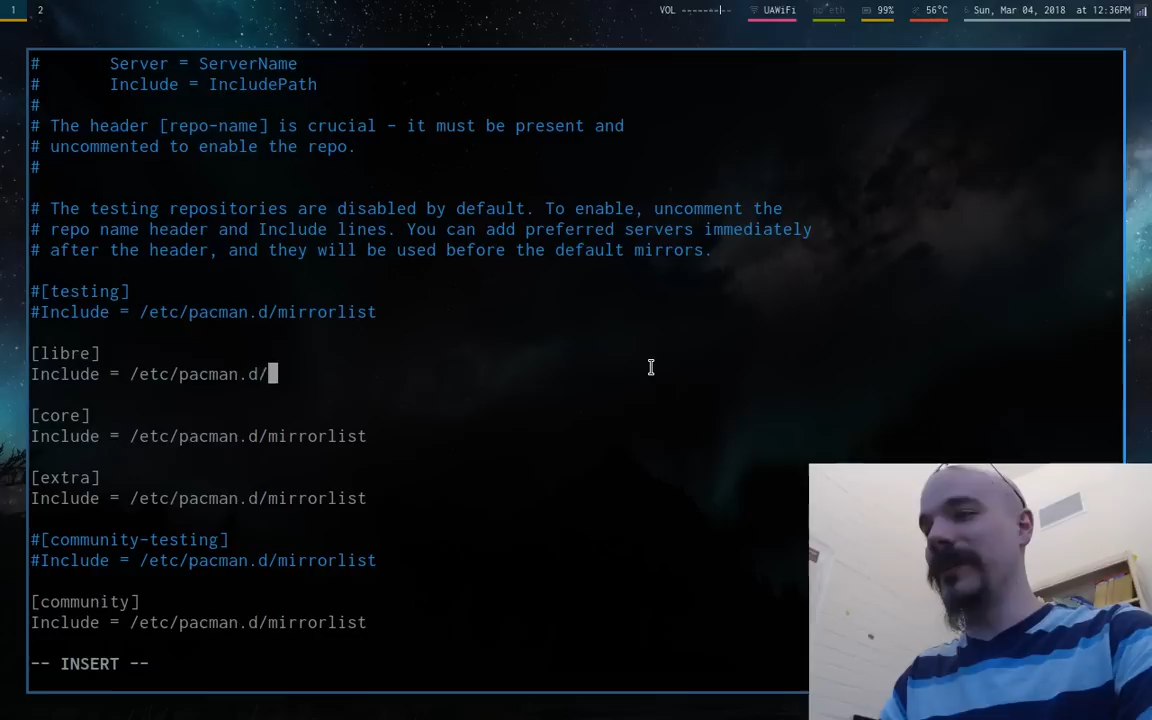 1 2 VOL UAWiFi no eth 99% 56°C Sun, Mar 04, 2018 at 12:36PM
#       Server = ServerName
#       Include = IncludePath
#
# The header [repo-name] is crucial - it must be present and
# uncommented to enable the repo.
#
# The testing repositories are disabled by default. To enable, uncomment the
# repo name header and Include lines. You can add preferred servers immediately
# after the header, and they will be used before the default mirrors.
#[testing]
#Include = /etc/pacman.d/mirrorlist
[libre]
Include = /etc/pacman.d/
[core]
Include = /etc/pacman.d/mirrorlist
[extra]
Include = /etc/pacman.d/mirrorlist
#[community-testing]
#Include = /etc/pacman.d/mirrorlist
[community]
Include = /etc/pacman.d/mirrorlist
-- INSERT --